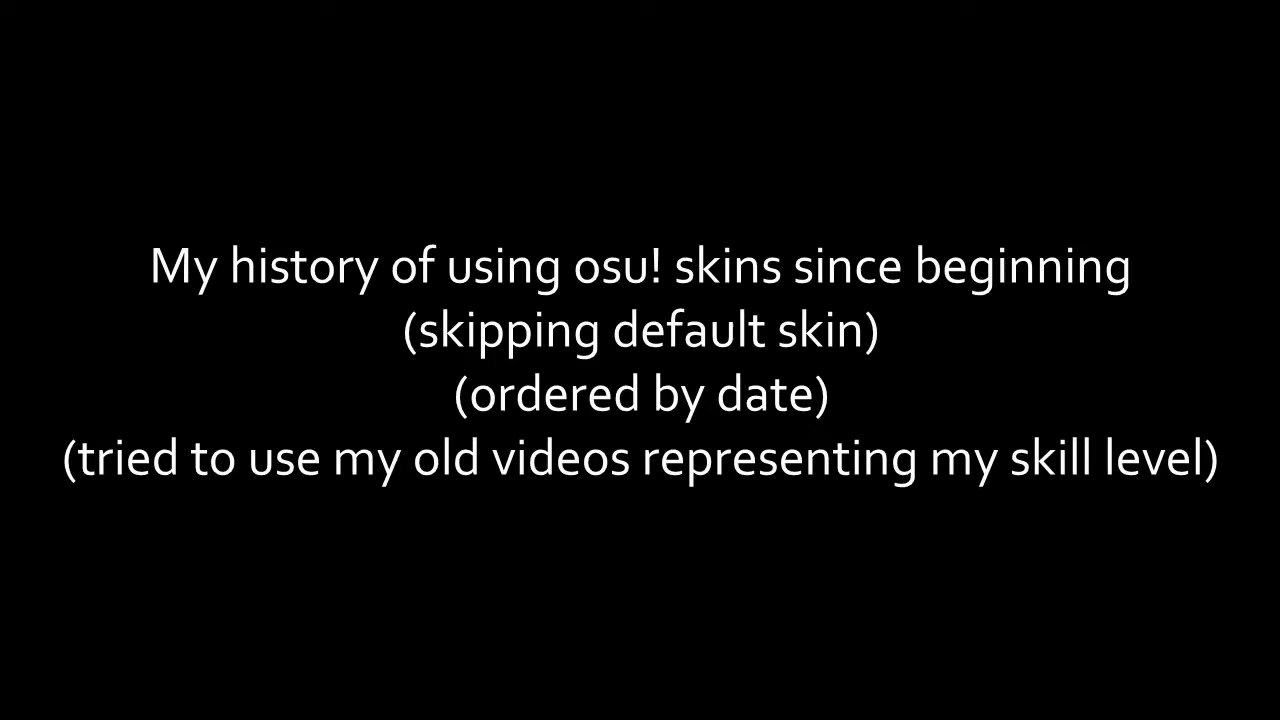 My history of using osu! skins since beginning
(skipping default skin)
(ordered by date)
(tried to use my old videos representing my skill level)